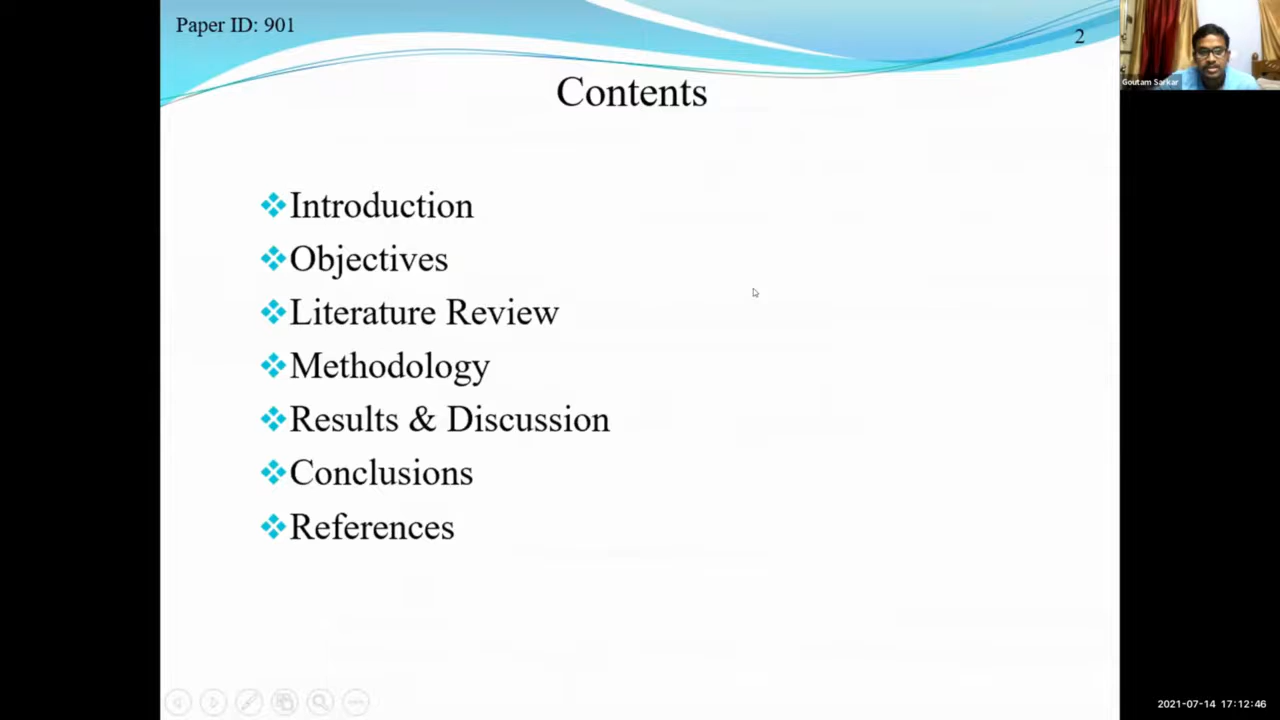 Paper ID: 901
2
Goutam Sarkar
Contents
Introduction
Objectives
Literature Review
Methodology
Results & Discussion
Conclusions
References
2021-07-14 17:12:46